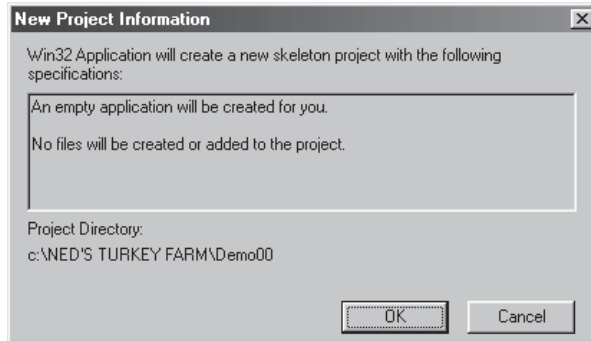 New Project Information
Win32 Application will create a new skeleton project with the following
specifications:
An empty application will be created for you.
No files will be created or added to the project.
Project Directory:
c:\NED'S TURKEY FARM\Demo00
OK
Cancel